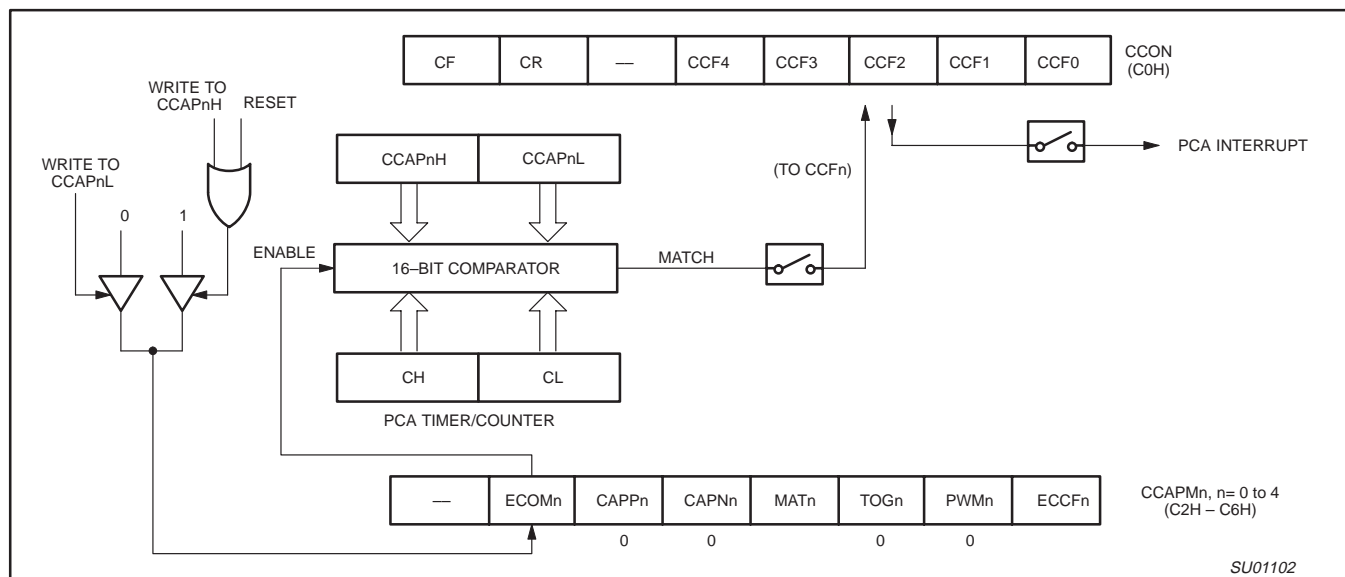 CF CR — CCF4 CCF3 CCF2 CCF1 CCF0
CCON
(C0H)
WRITE TO
CCAPnH
RESET
WRITE TO
CCAPnL
0 1
CCAPnH CCAPnL
(TO CCFn)
PCA INTERRUPT
ENABLE
16–BIT COMPARATOR
MATCH
CH CL
PCA TIMER/COUNTER
— ECOMn CAPPn CAPNn MATn TOGn PWMn ECCFn
CCAPMn, n= 0 to 4
(C2H – C6H)
0 0 0 0
SU01102